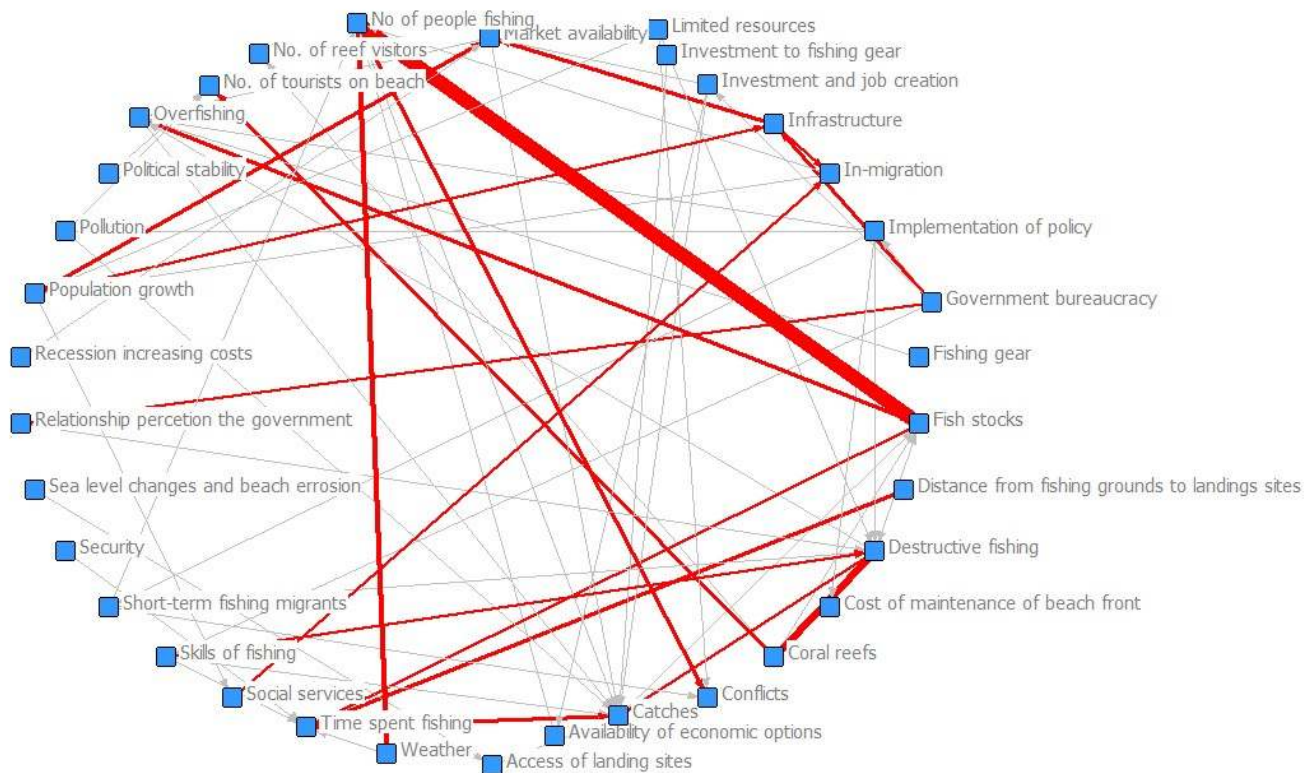 No of people fishing
Market availability
Limited resources
No. of reef visitors
Investment to fishing gear
No. of tourists on beach
Investment and job creation
Overfishing
Infrastructure
Political stability
In-migration
Pollution
Implementation of policy
Population growth
Government bureaucracy
Recession increasing costs
Fishing gear
Relationship percetion the government
Fish stocks
Sea level changes and beach errosion
Distance from fishing grounds to landings sites
Security
Destructive fishing
Short-term fishing migrants
Cost of maintenance of beach front
Skills of fishing
Coral reefs
Social services
Conflicts
Time spent fishing
Catches
Availability of economic options
Weather
Access of landing sites